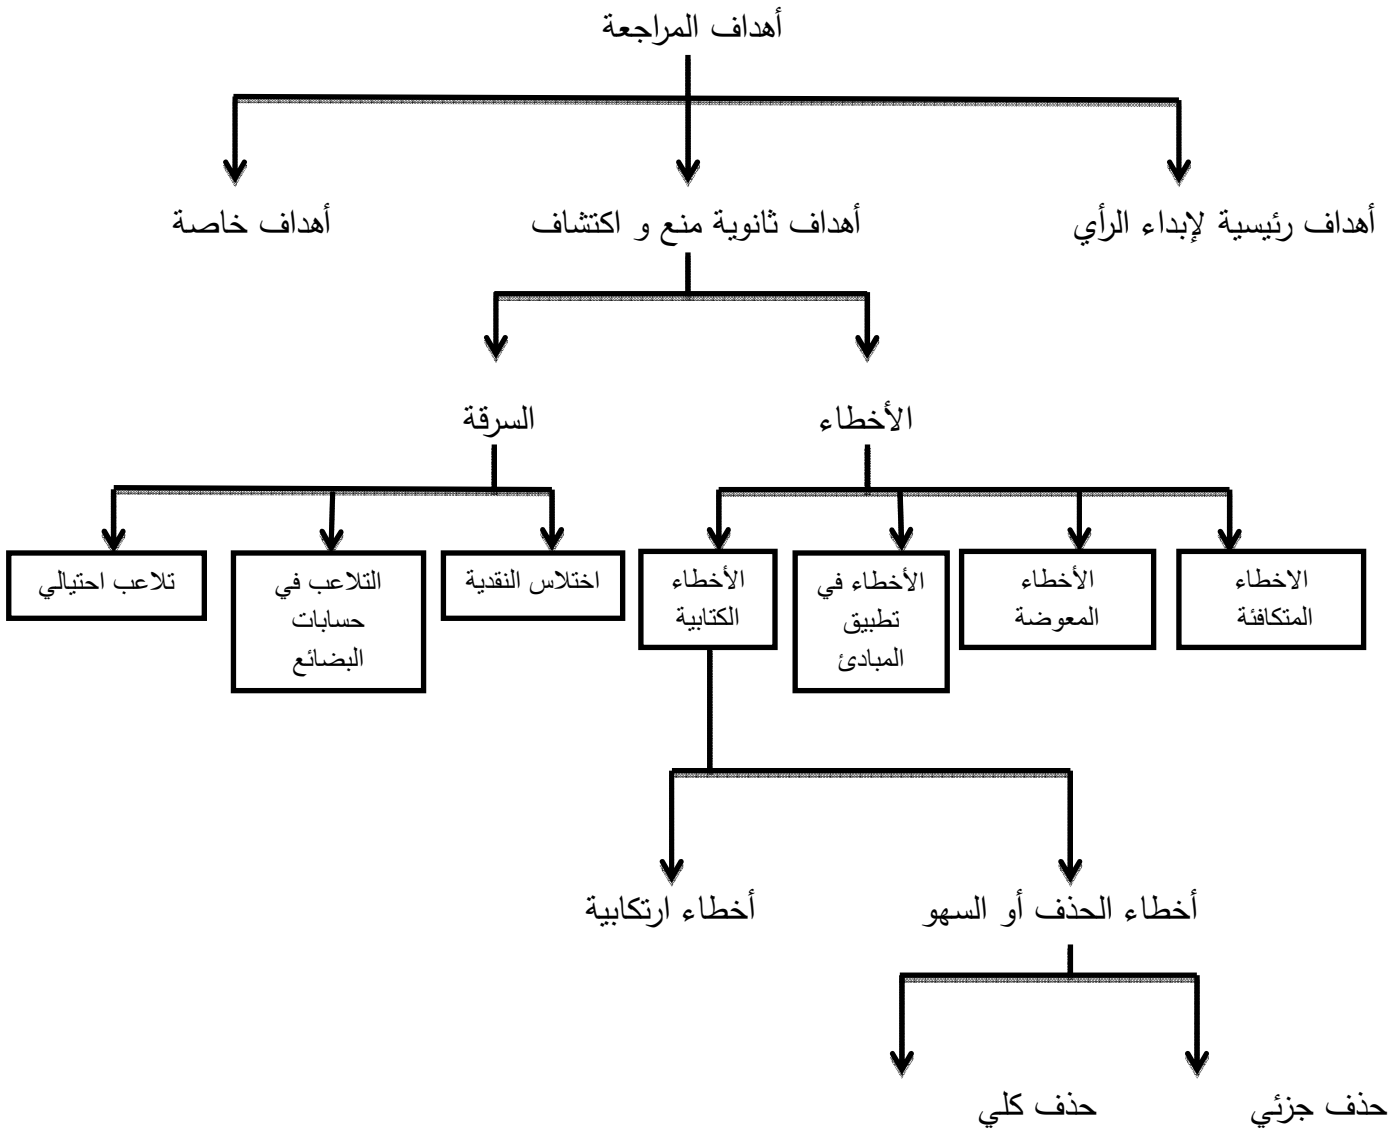 أهداف المراجعة
أهداف رئيسية لإبداء الرأي
أهداف ثانوية منع و اكتشاف
أهداف خاصة
الأخطاء
السرقة
الاخطاء
المتكافئة
الأخطاء
المعوضة
الأخطاء في
تطبيق
المبادئ
الأخطاء
الكتابية
اختلاس النقدية
التلاعب في
حسابات
البضائع
تلاعب احتيالي
أخطاء الحذف أو السهو
أخطاء ارتكابية
حذف جزئي
حذف كلي